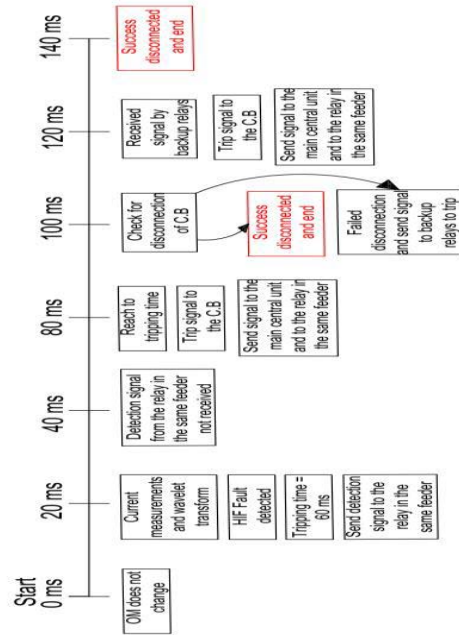 Start
0 ms
20 ms
40 ms
80 ms
100 ms
120 ms
140 ms
OM does not
change
Current
measurements
and wavelet
transform
HIF Fault
detected
Tripping time =
60 ms
Send detection
signal to the
relay in the
same feeder
Detection signal
from the relay in
the same feeder
not received
Reach to
tripping time
Trip signal to
the C.B
Send signal to the
main central unit
and to the relay in
the same feeder
Check for
disconnection
of C.B
Success
disconnected
and end
Failed
disconnection
and send signal
to backup
relays to trip
Received
signal by
backup relays
Trip signal to
the C.B
Send signal to the
main central unit
and to the relay in
the same feeder
Success
disconnected
and end